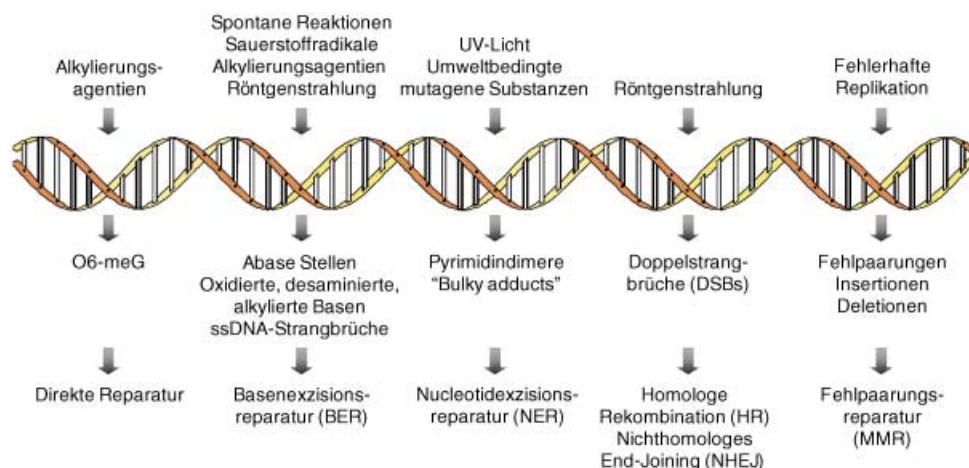 Alkylierungs-
agentien
Spontane Reaktionen
Sauerstoffradikale
Alkylierungsagentien
Röntgenstrahlung
UV-Licht
Umweltbedingte
mutagene Substanzen
Röntgenstrahlung
Fehlerhafte
Replikation
O6-meG
Abase Stellen
Oxidierte, desaminierte,
alkylierte Basen
ssDNA-Strangbrüche
Pyrimidindimere
“Bulky adducts”
Doppelstrang-
brüche (DSBs)
Fehlpaarungen
Insertionen
Deletionen
Direkte Reparatur
Basenexzisions-
reparatur (BER)
Nucleotidexzisions-
reparatur (NER)
Homologe
Rekombination (HR)
Nichthomologes
End-Joining (NHEJ)
Fehlpaarungs-
reparatur
(MMR)